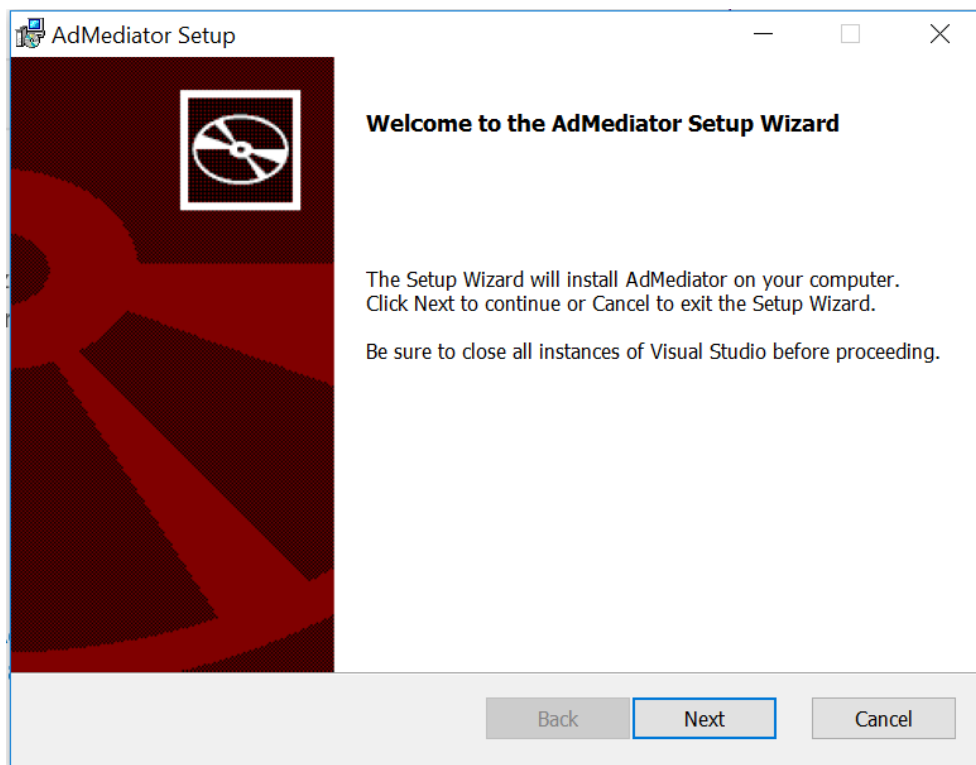 AdMediator Setup
Welcome to the AdMediator Setup Wizard
The Setup Wizard will install AdMediator on your computer.
Click Next to continue or Cancel to exit the Setup Wizard.
Be sure to close all instances of Visual Studio before proceeding.
Back Next Cancel